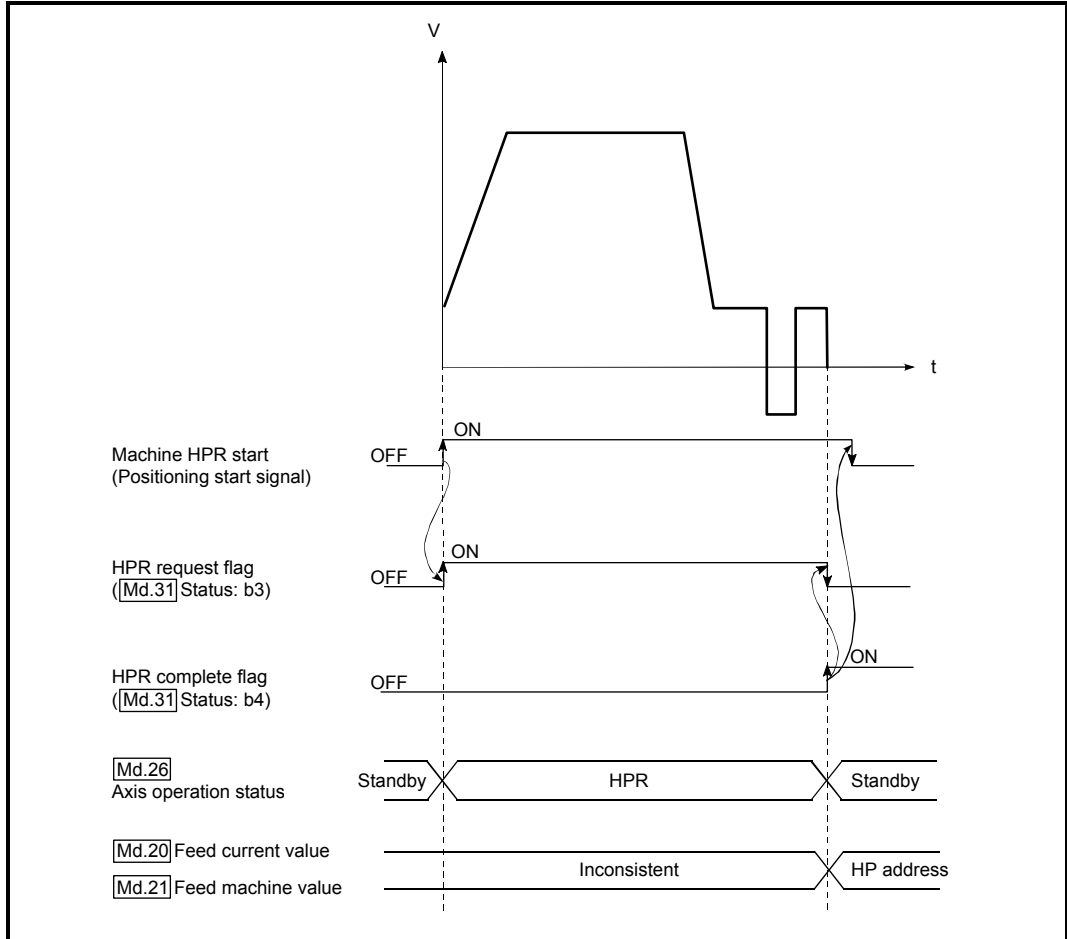 V
t
Machine HPR start
(Positioning start signal)
OFF
ON
HPR request flag
(Md.31 Status: b3)
OFF
ON
HPR complete flag
(Md.31 Status: b4)
OFF
ON
Md.26
Axis operation status
Standby
HPR
Standby
Md.20 Feed current value
Md.21 Feed machine value
Inconsistent
HP address